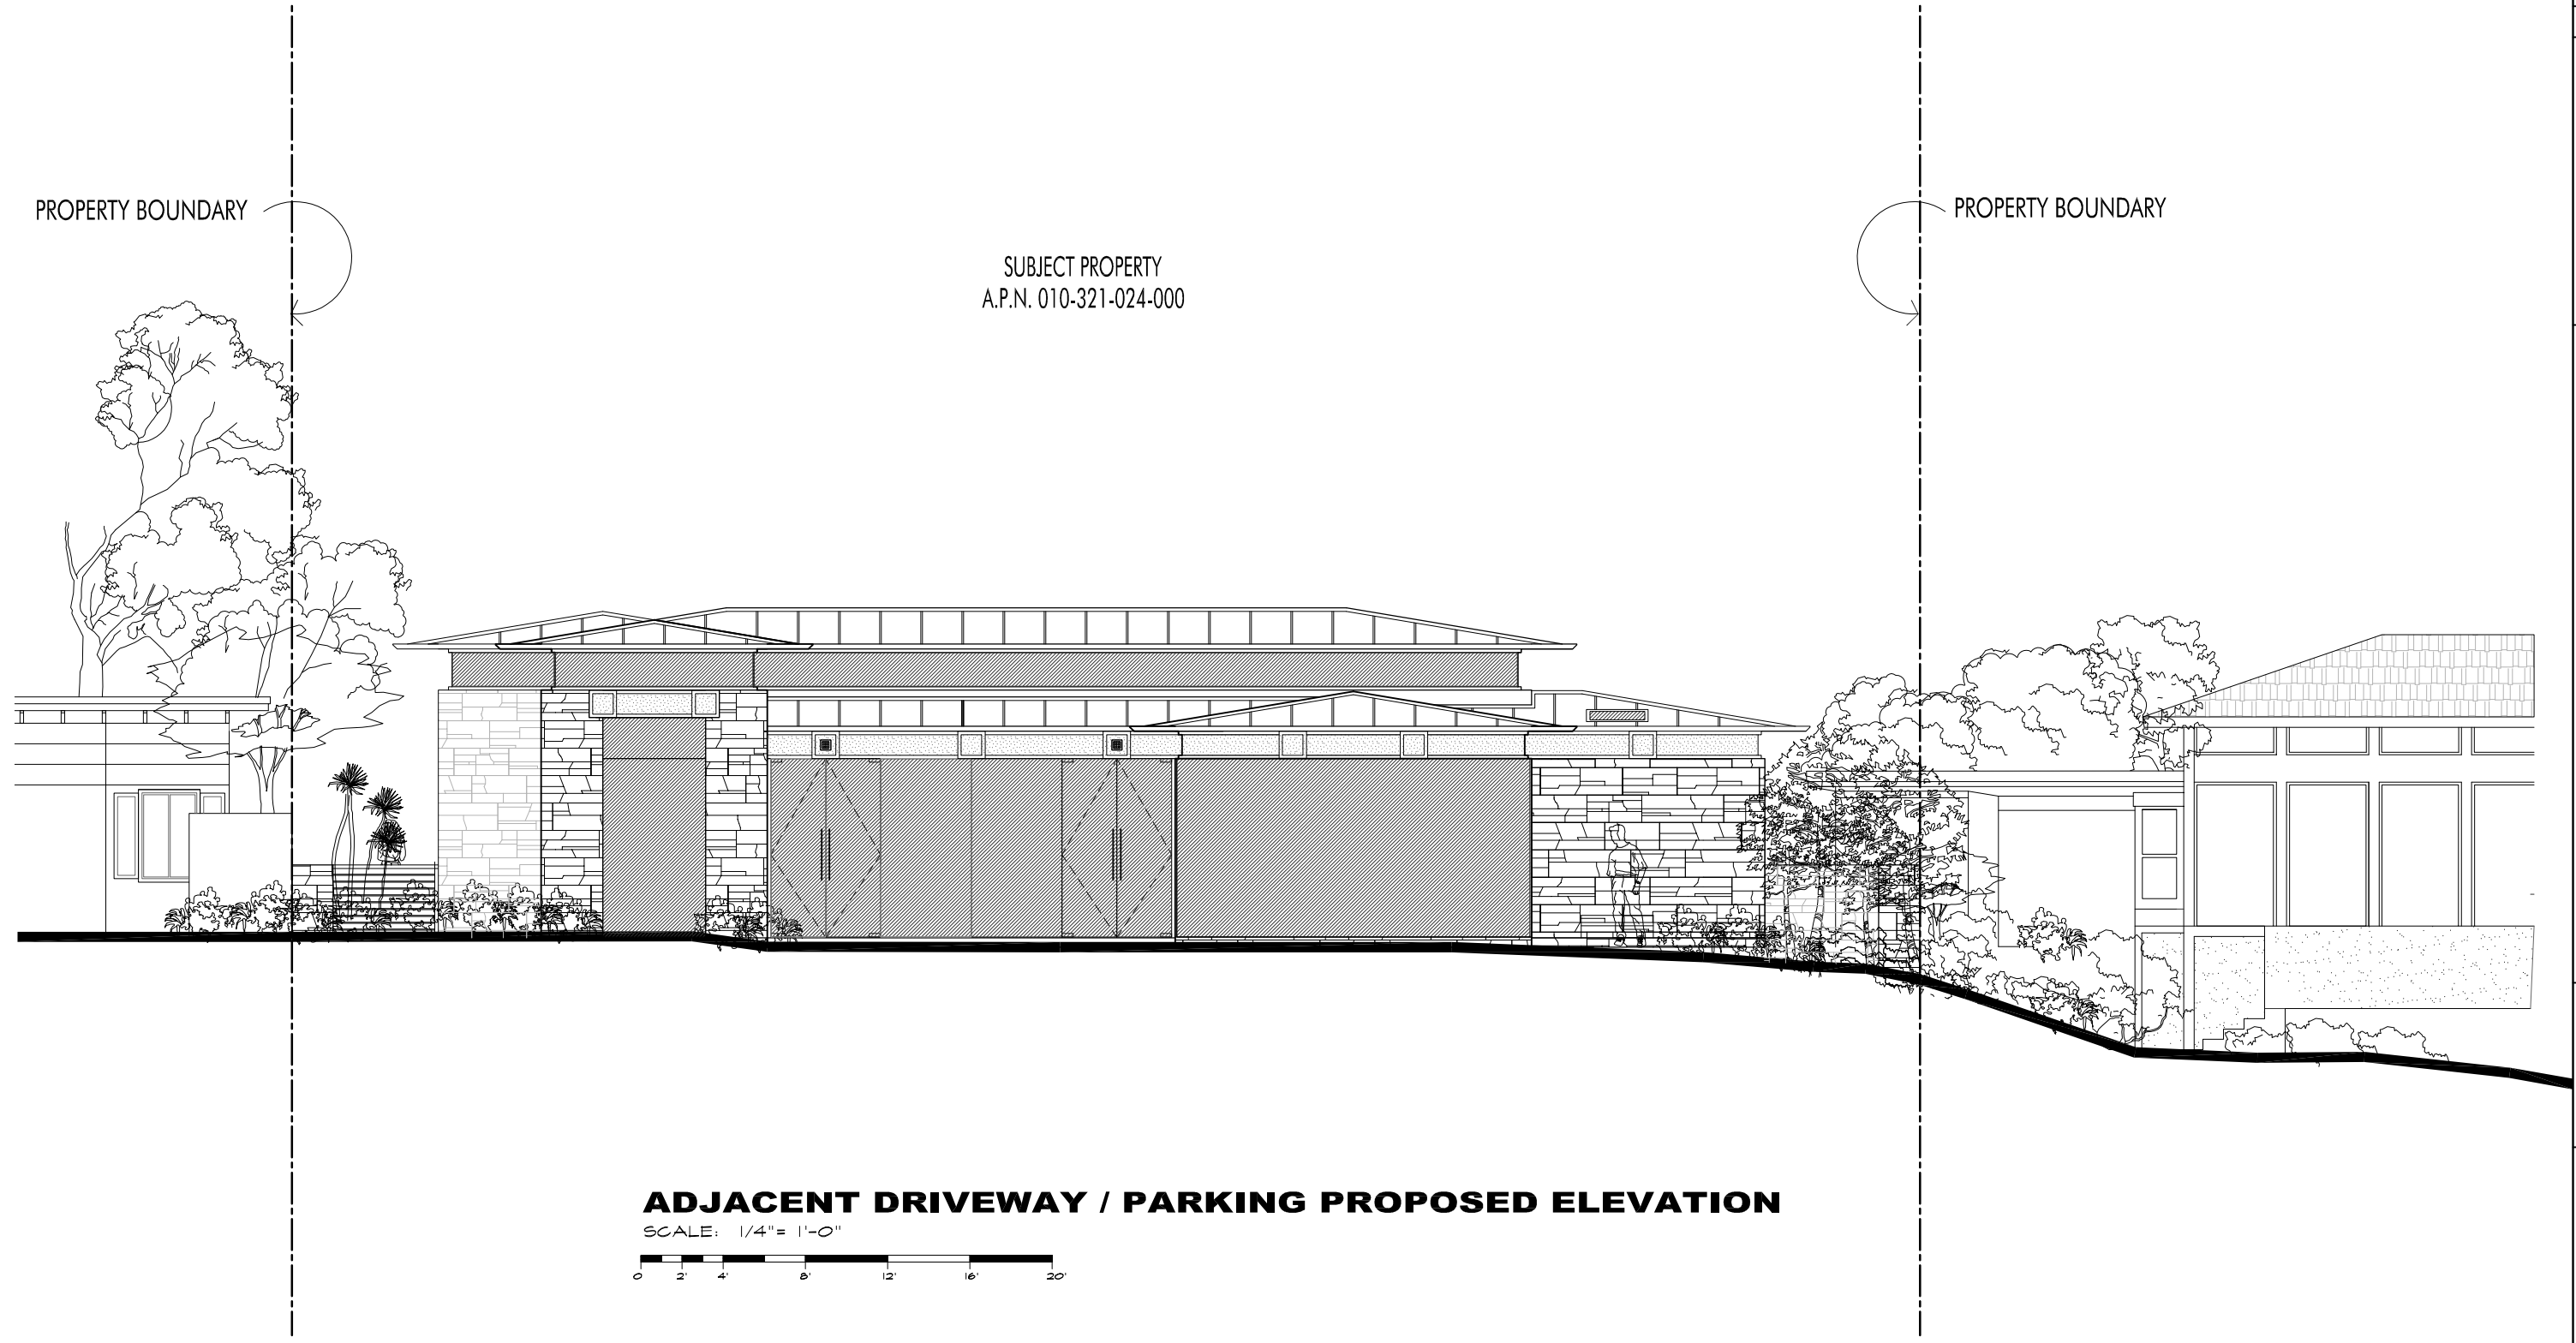 PROPERTY BOUNDARY
PROPERTY BOUNDARY
SUBJECT PROPERTY
A.P.N. 010-321-024-000
ADJACENT DRIVEWAY / PARKING PROPOSED ELEVATION
SCALE: 1/4"= 1'-0"
0 2' 4' 8' 12' 16' 20'